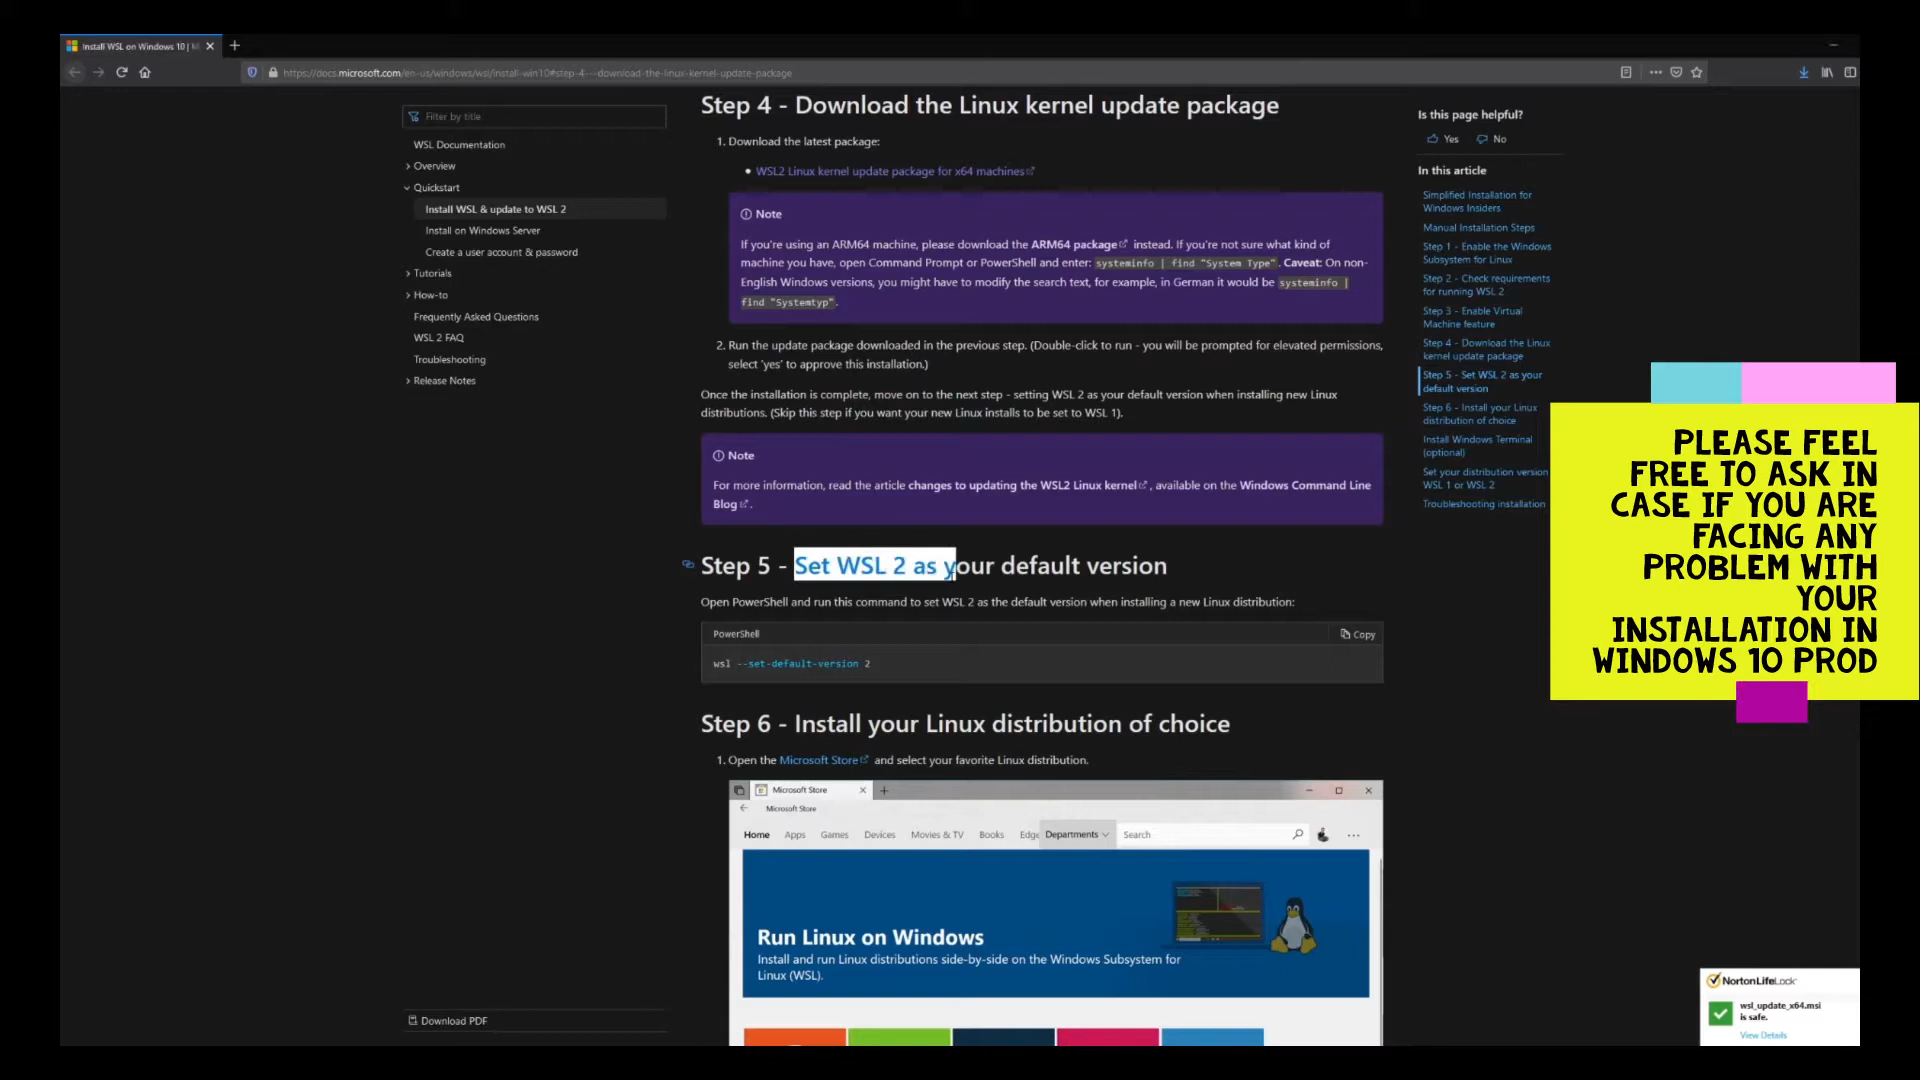 Install WSL on Windows 10 |
https://docs.microsoft.com/en-us/windows/wsl/install-win10#step-4---download-the-linux-kernel-update-package
Filter by title
WSL Documentation
Overview
Quickstart
Install WSL & update to WSL 2
Install on Windows Server
Create a user account & password
Tutorials
How-to
Frequently Asked Questions
WSL 2 FAQ
Troubleshooting
Release Notes
Download PDF
Step 4 - Download the Linux kernel update package
1. Download the latest package:
WSL2 Linux kernel update package for x64 machines
Note
If you're using an ARM64 machine, please download the ARM64 package instead. If you're not sure what kind of
machine you have, open Command Prompt or PowerShell and enter: systeminfo | find "System Type". Caveat: On non-
English Windows versions, you might have to modify the search text, for example, in German it would be systeminfo |
find "Systemtyp".
2. Run the update package downloaded in the previous step. (Double-click to run - you will be prompted for elevated permissions,
select 'yes' to approve this installation.)
Once the installation is complete, move on to the next step - setting WSL 2 as your default version when installing new Linux
distributions. (Skip this step if you want your new Linux installs to be set to WSL 1).
Note
For more information, read the article changes to updating the WSL2 Linux kernel, available on the Windows Command Line
Blog.
Step 5 - Set WSL 2 as your default version
Open PowerShell and run this command to set WSL 2 as the default version when installing a new Linux distribution:
PowerShell
Copy
wsl --set-default-version 2
Step 6 - Install your Linux distribution of choice
1. Open the Microsoft Store and select your favorite Linux distribution.
Microsoft Store
Microsoft Store
Home Apps Games Devices Movies & TV Books Edge Departments Search
Run Linux on Windows
Install and run Linux distributions side-by-side on the Windows Subsystem for
Linux (WSL).
Is this page helpful?
Yes No
In this article
Simplified Installation for
Windows Insiders
Manual Installation Steps
Step 1 - Enable the Windows
Subsystem for Linux
Step 2 - Check requirements
for running WSL 2
Step 3 - Enable Virtual
Machine feature
Step 4 - Download the Linux
kernel update package
Step 5 - Set WSL 2 as your
default version
Step 6 - Install your Linux
distribution of choice
Install Windows Terminal
(optional)
Set your distribution version
WSL 1 or WSL 2
Troubleshooting installation
PLEASE FEEL
FREE TO ASK IN
CASE IF YOU ARE
FACING ANY
PROBLEM WITH
YOUR
INSTALLATION IN
WINDOWS 10 PROD
NortonLifeLock
wsl_update_x64.msi
is safe.
View Details